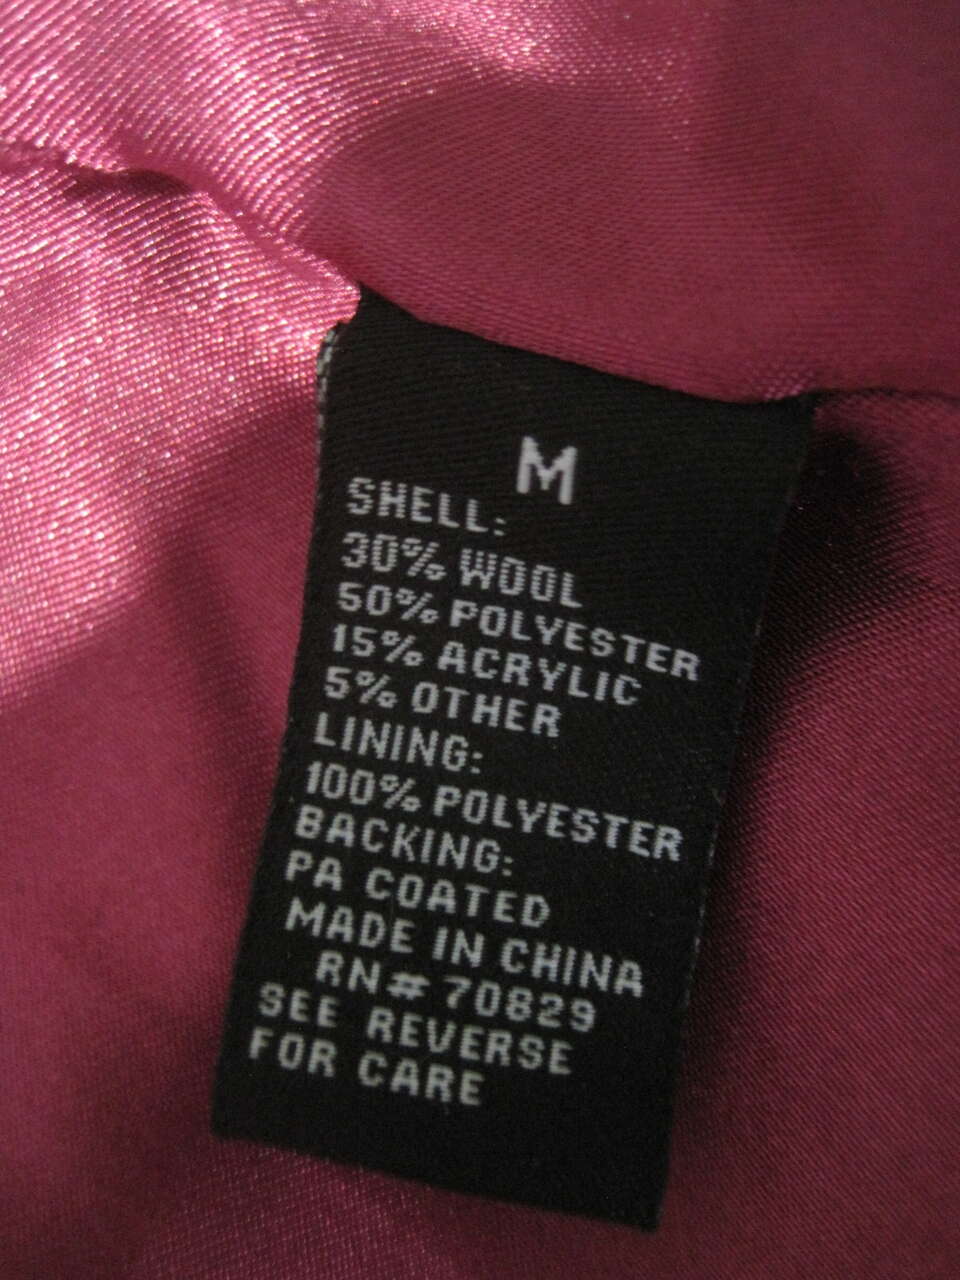 M
SHELL:
30% WOOL
50% POLYESTER
15% ACRYLIC
5% OTHER
LINING:
100% POLYESTER
BACKING:
PA COATED
MADE IN CHINA
RN# 70829
SEE REVERSE
FOR CARE